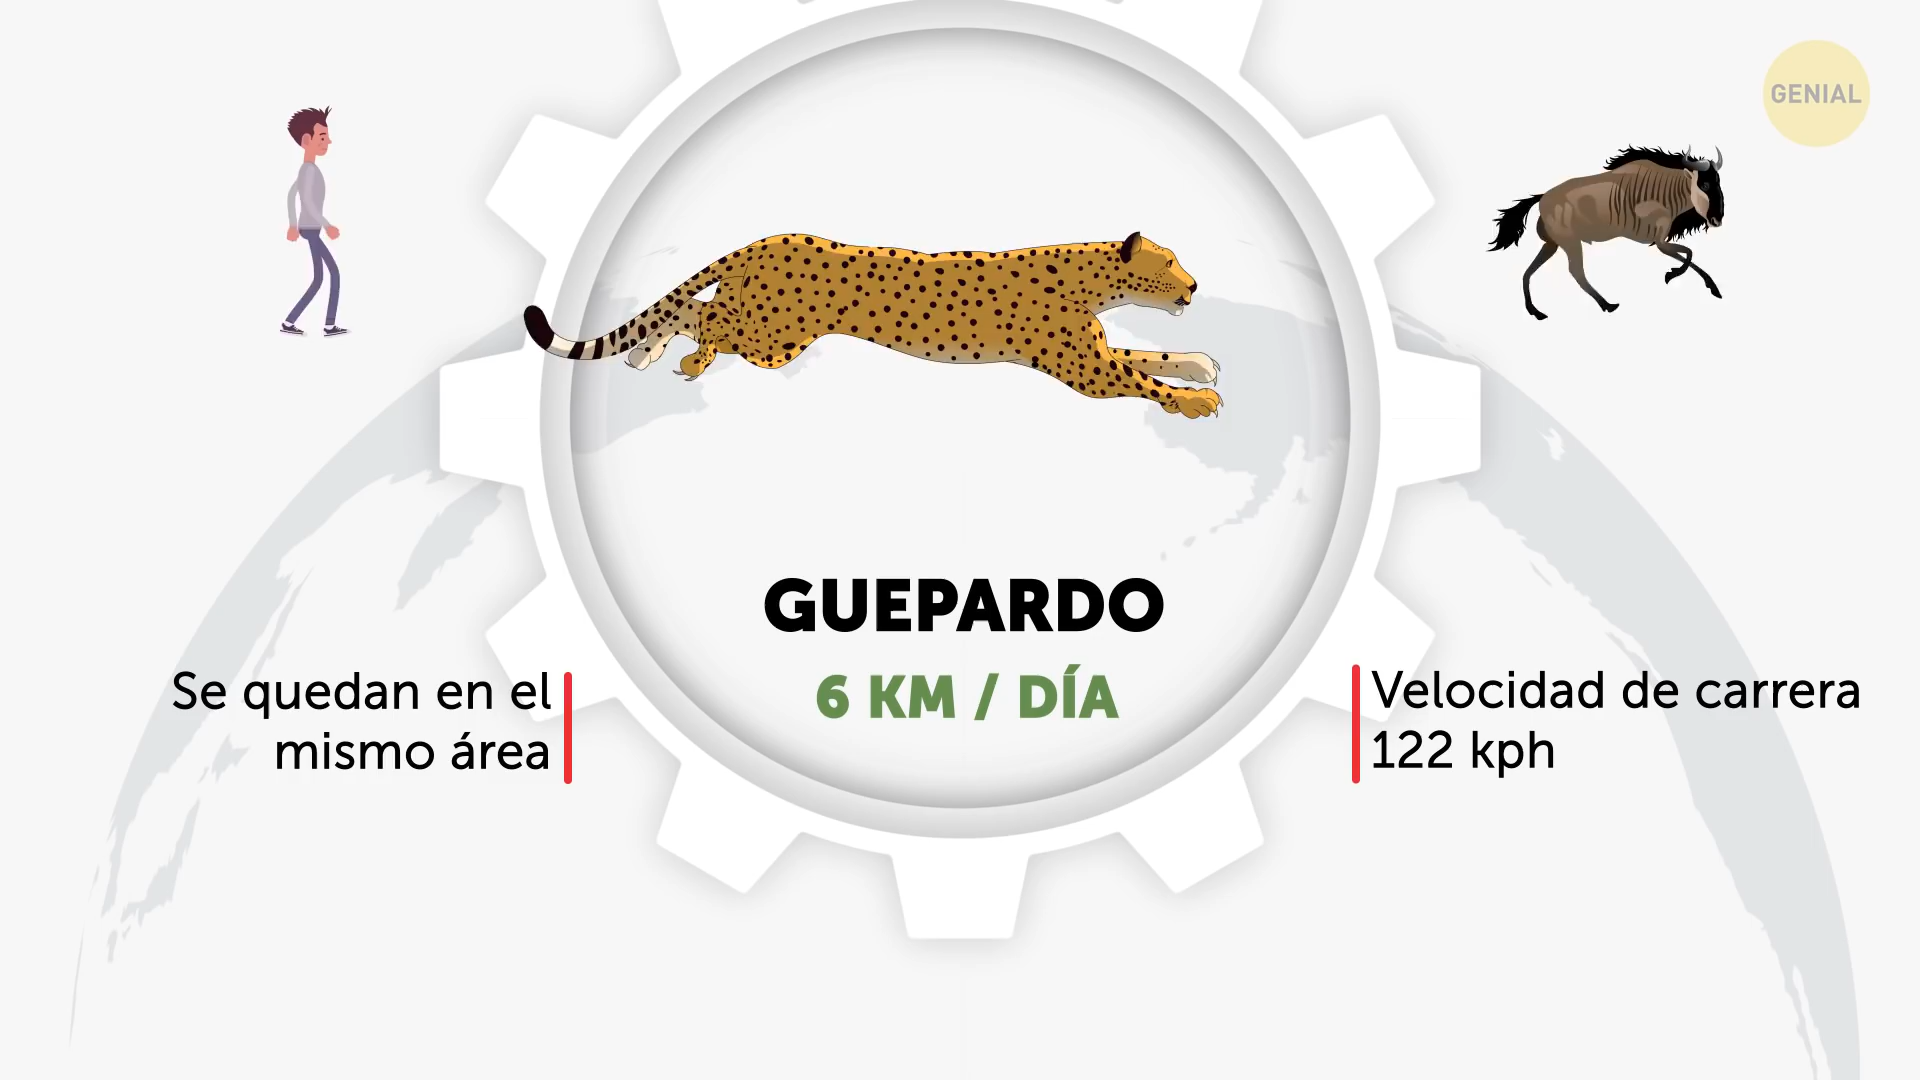 GENIAL
GUEPARDO
6 KM / DÍA
Se quedan en el
mismo área
Velocidad de carrera
122 kph